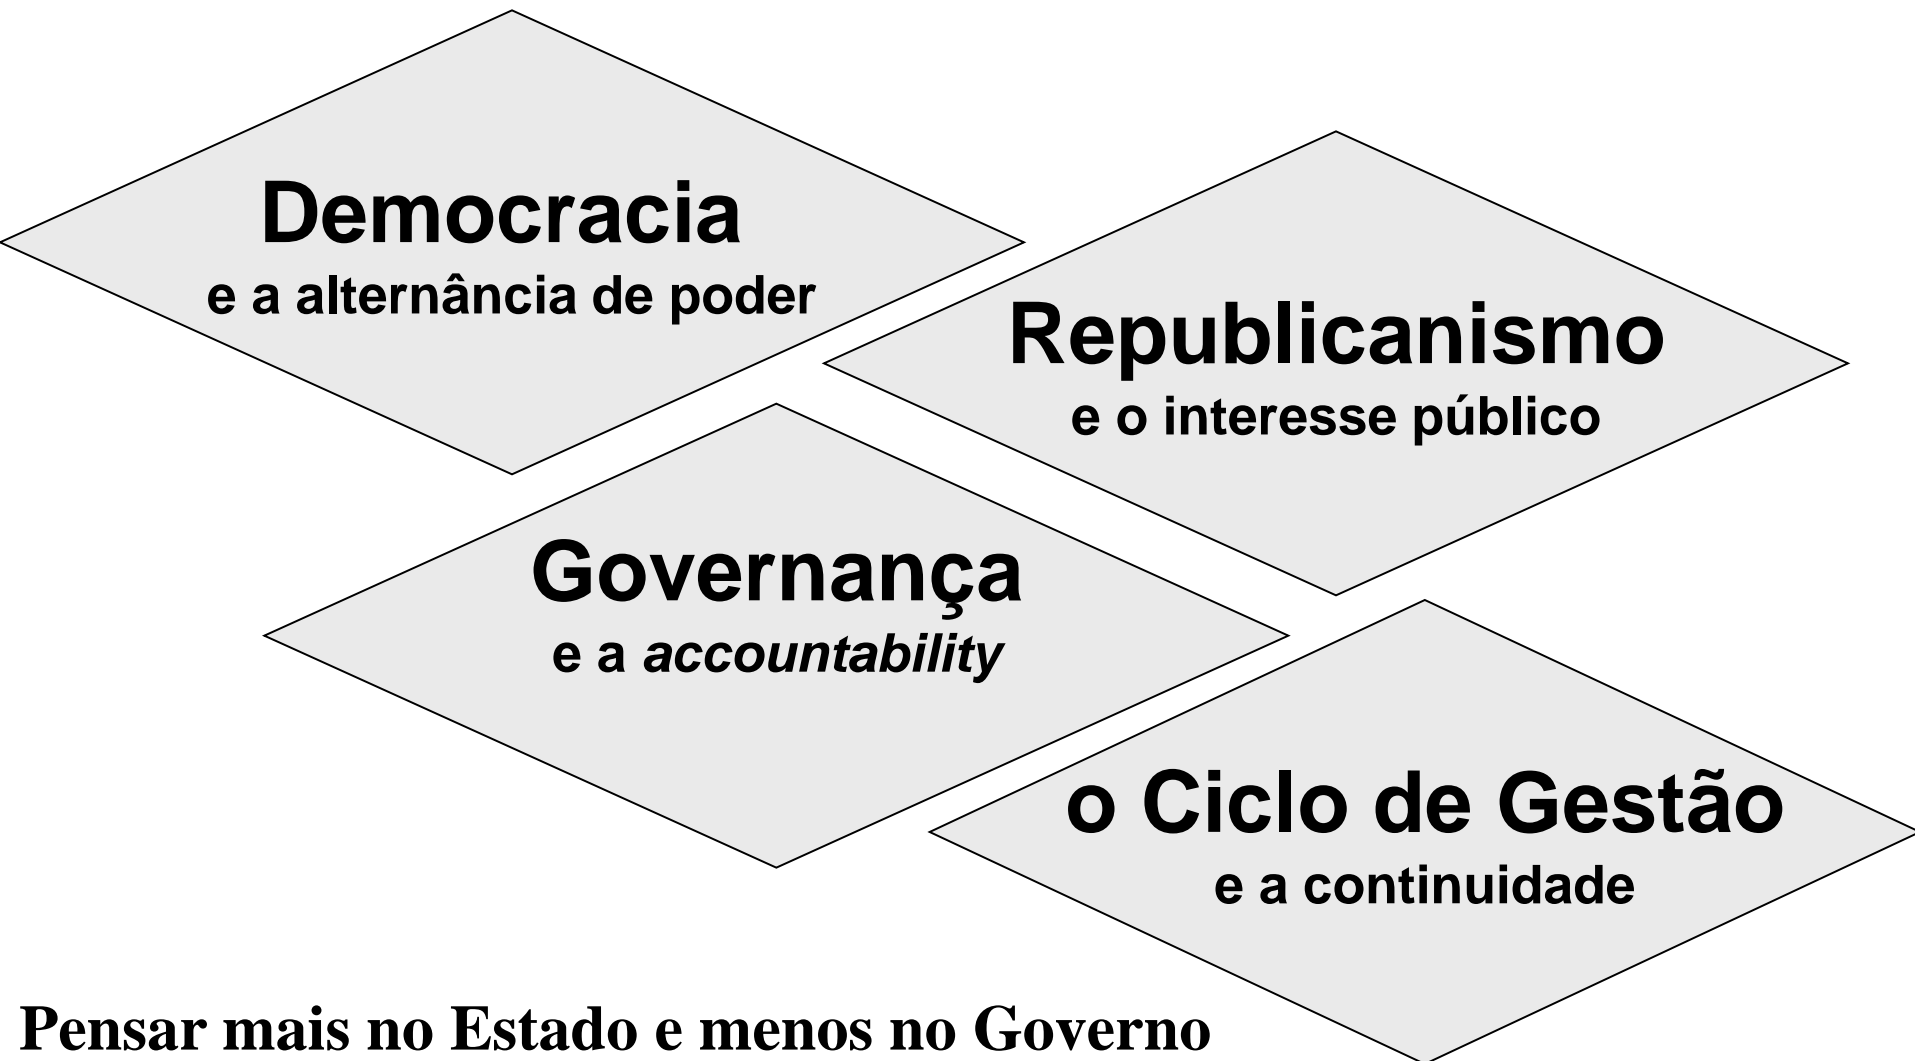 Democracia
e a alternância de poder
Republicanismo
e o interesse público
Governança
e a accountability
o Ciclo de Gestão
e a continuidade
Pensar mais no Estado e menos no Governo